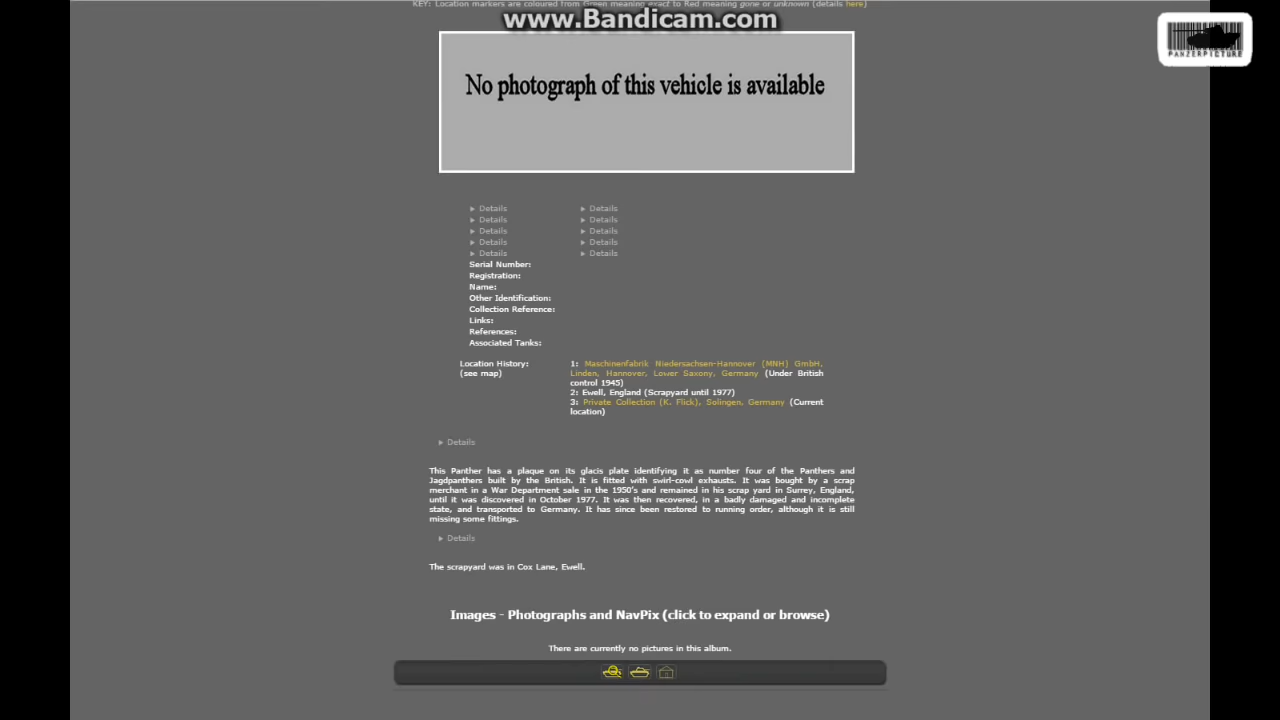 KEY: Location markers are coloured from Green meaning exact to Red meaning gone or unknown (details here)
www.Bandicam.com
PANZERPICTURE
No photograph of this vehicle is available
► Details ► Details
► Details ► Details
► Details ► Details
► Details ► Details
► Details ► Details
Serial Number:
Registration:
Name:
Other Identification:
Collection Reference:
Links:
References:
Associated Tanks:
Location History: 1: Maschinenfabrik Niedersachsen-Hannover (MNH) GmbH,
(see map) Linden, Hannover, Lower Saxony, Germany (Under British
control 1945)
2: Ewell, England (Scrapyard until 1977)
3: Private Collection (K. Flick), Solingen, Germany (Current
location)
► Details
This Panther has a plaque on its glacis plate identifying it as number four of the Panthers and
Jagdpanthers built by the British. It is fitted with swirl-cowl exhausts. It was bought by a scrap
merchant in a War Department sale in the 1950's and remained in his scrap yard in Surrey, England,
until it was discovered in October 1977. It was then recovered, in a badly damaged and incomplete
state, and transported to Germany. It has since been restored to running order, although it is still
missing some fittings.
► Details
The scrapyard was in Cox Lane, Ewell.
Images - Photographs and NavPix (click to expand or browse)
There are currently no pictures in this album.